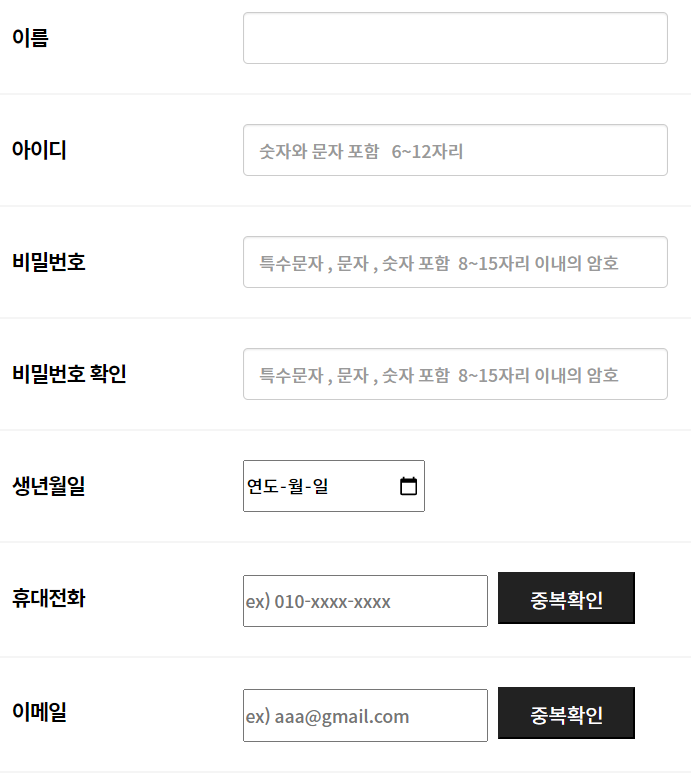 이름
아이디 숫자와 문자 포함 6~12자리
비밀번호 특수문자 , 문자 , 숫자 포함 8~15자리 이내의 암호
비밀번호 확인 특수문자 , 문자 , 숫자 포함 8~15자리 이내의 암호
생년월일 연도-월-일
휴대전화 ex) 010-xxxx-xxxx 중복확인
이메일 ex) aaa@gmail.com 중복확인